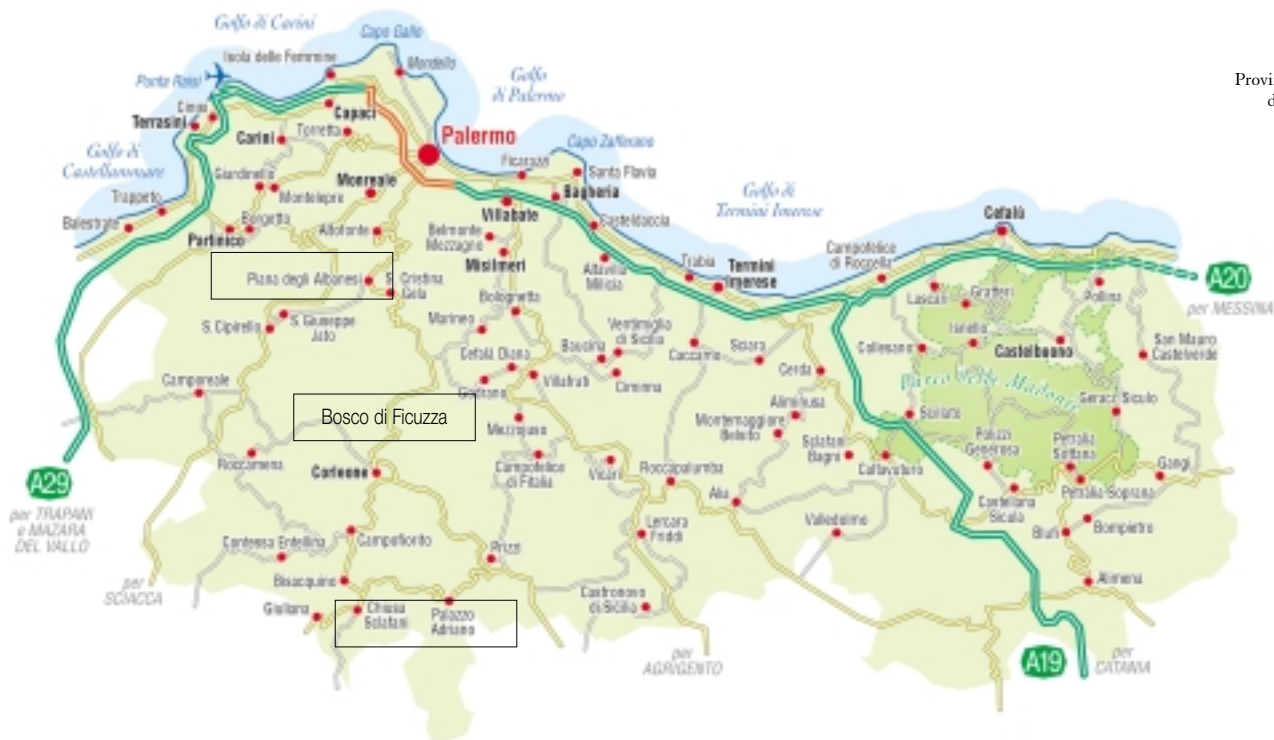 Golfo di Carini
Capo Gallo
Isola delle Femmine
Mondello
Golfo
di Palermo
Punta Raisi
Cinisi
Terrasini
Capaci
Carini
Torretta
Palermo
Capo Zafferano
Golfo di
Castellammare
Ficarazzi
Santa Flavia
Giardinello
Montelepre
Monreale
Bagheria
Golfo di
Termini Imerese
Trappeto
Balestrate
Borgetto
Partinico
Altofonte
Villabate
Belmonte
Mezzagno
Misilmeri
Casteldaccia
Cefalù
Campofelice
di Roccella
Piana degli Albanesi
S. Cristina
Gela
Altavilla
Milicia
Trabia
Termini
Imerese
A20
per MESSINA
Bolognetta
Marineo
S. Cipirello
S. Giuseppe
Jato
Ventimiglia
di Sicilia
Baucina
Caccamo
Sciara
Lascari
Gratteri
Isnello
Pollina
Collesano
Castelbuono
San Mauro
Castelverde
Cefalà Diana
Godrano
Villafrati
Ciminna
Cerda
Parco delle Madonie
Camporeale
Bosco di Ficuzza
Mezzojuso
Aliminusa
Montemaggiore
Belsito
Scillato
Geraci Siculo
Roccamena
Corleone
Campofelice
di Fitalia
Vicari
Roccapalumba
Sclafani
Bagni
Caltavuturo
Polizzi
Generosa
Petralia
Sottana
Gangi
A29
per TRAPANI
e MAZARA
DEL VALLO
Alia
Castellana
Sicula
Petralia Soprana
Contessa Entellina
Campofiorito
Lercara
Friddi
Valledolmo
Blufi
Bompietro
Prizzi
per
SCIACCA
Bisacquino
Giuliana
Chiusa
Sclafani
Palazzo
Adriano
Castronovo
di Sicilia
Alimena
per
AGRIGENTO
A19
per
CATANIA